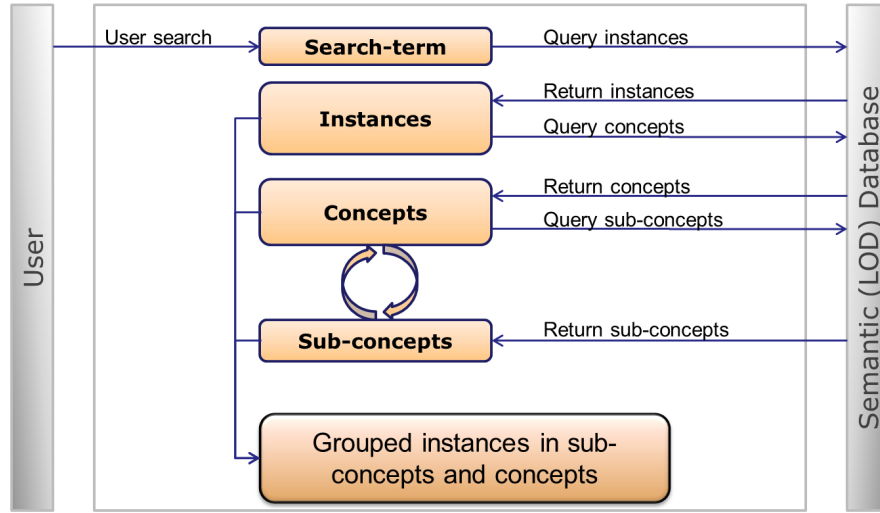 User
User search
Search-term
Query instances
Return instances
Instances
Query concepts
Return concepts
Concepts
Query sub-concepts
Return sub-concepts
Sub-concepts
Grouped instances in sub-
concepts and concepts
Semantic (LOD) Database